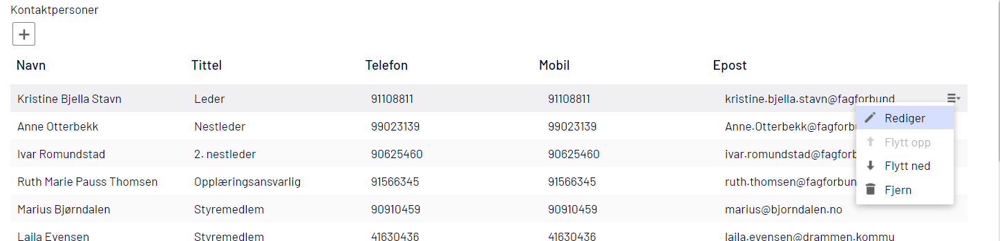 Kontaktpersoner
Navn Tittel Telefon Mobil Epost
Kristine Bjella Stavn Leder 91108811 91108811 kristine.bjella.stavn@fagforbund
Anne Otterbekk Nestleder 99023139 99023139 Anne.Otterbekk@fagforbu
Ivar Romundstad 2. nestleder 90625460 90625460 ivar.romundstad@fagforb
Ruth Marie Pauss Thomsen Opplæringsansvarlig 91566345 91566345 ruth.thomsen@fagforbun
Marius Bjørndalen Styremedlem 90910459 90910459 marius@bjorndalen.no
Laila Evensen Styremedlem 41630436 41630436 laila.evensen@drammen.kommu
Rediger
Flytt opp
Flytt ned
Fjern